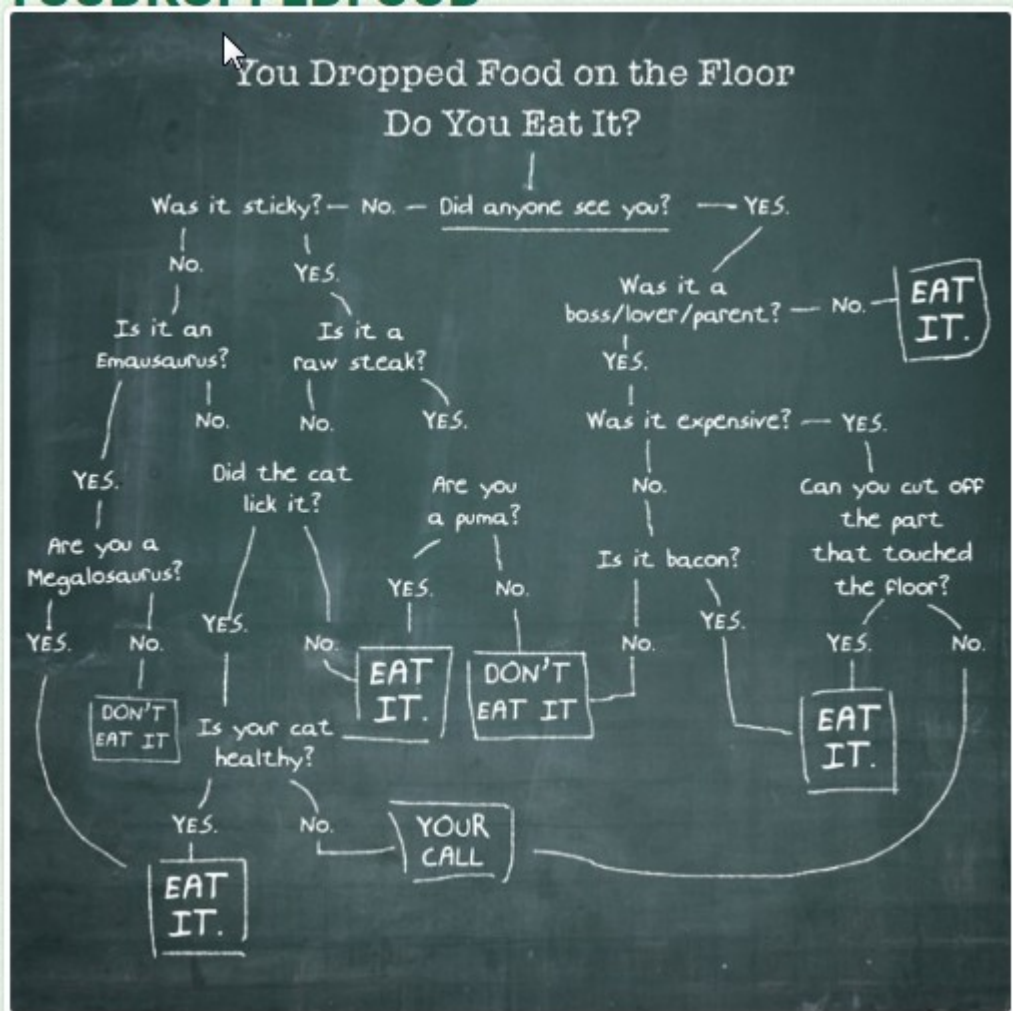 You Dropped Food on the Floor
Do You Eat It?
Was it sticky? — No. — Did anyone see you? — YES.
No.
YES.
Was it a
boss/lover/parent? — No.
EAT
IT.
Is it an
Emausaurus?
Is it a
raw steak?
YES.
No.
No.
YES.
Was it expensive? — YES.
YES.
Did the cat
lick it?
Are you
a puma?
No.
Can you cut off
the part
that touched
the floor?
Are you a
Megalosaurus?
Is it bacon?
YES.
No.
YES.
No.
YES.
No.
No.
YES.
YES.
No.
DON'T
EAT IT
EAT
IT.
DON'T
EAT IT
EAT
IT.
Is your cat
healthy?
YES.
No.
YOUR
CALL
EAT
IT.